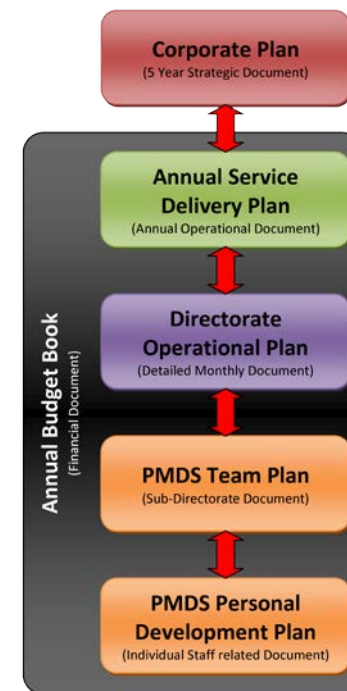 Corporate Plan
(5 Year Strategic Document)
Annual Service
Delivery Plan
(Annual Operational Document)
Directorate
Operational Plan
(Detailed Monthly Document)
PMDS Team Plan
(Sub-Directorate Document)
PMDS Personal
Development Plan
(Individual Staff related Document)
Annual Budget Book
(Financial Document)